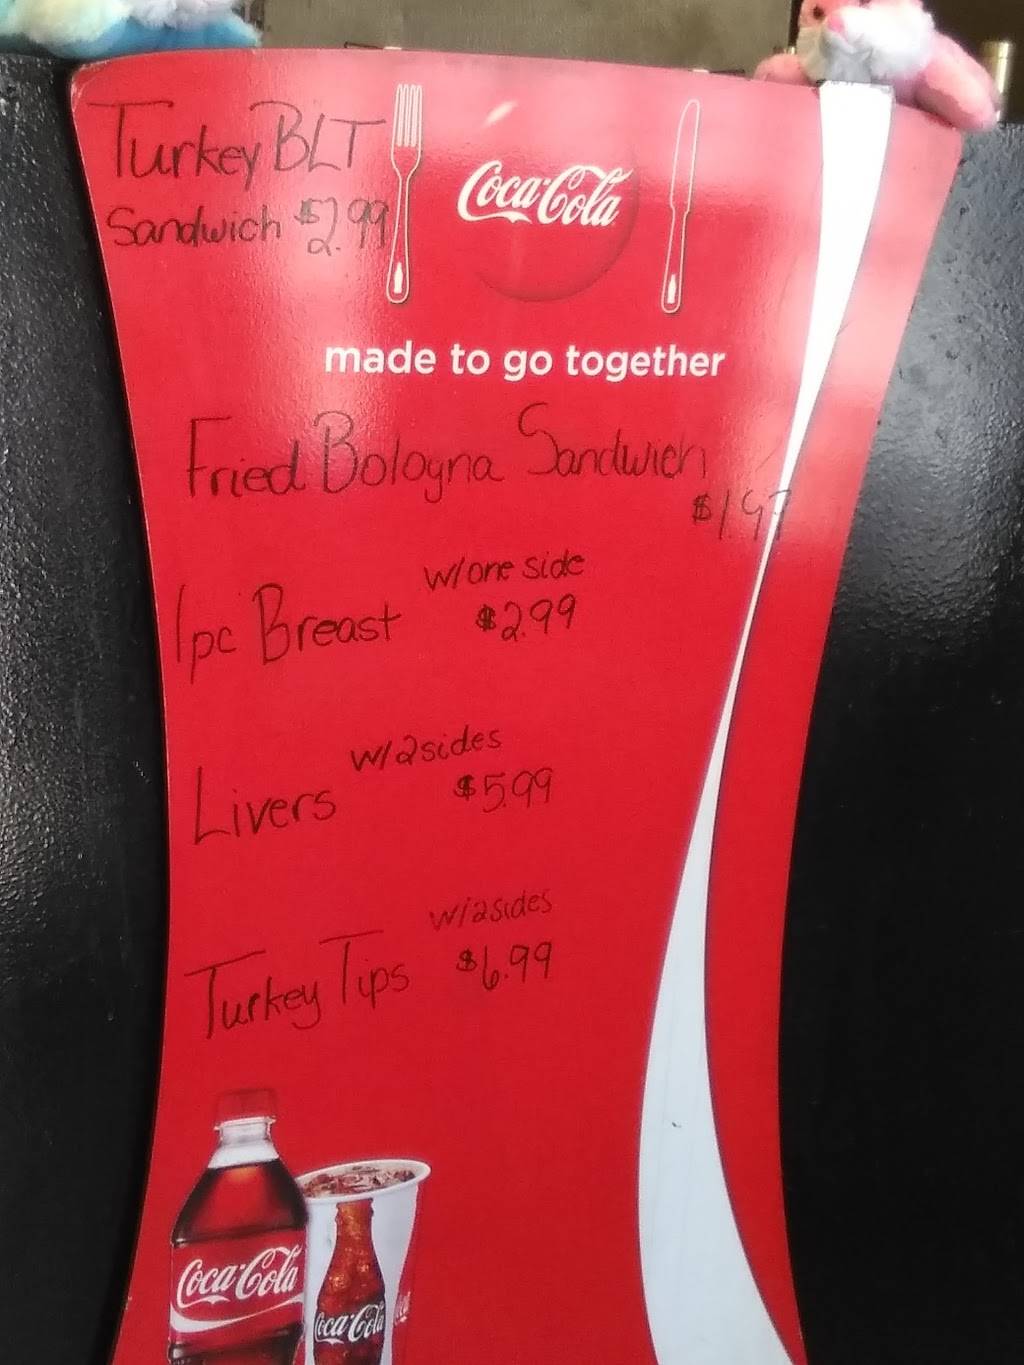 Turkey BLT
Sandwich $2.99
Coca-Cola
made to go together
Fried Bologna Sandwich
w/one side
1pc Breast $2.99
w/2sides
Livers $5.99
w/2sides
Turkey Tips $6.99
Coca-Cola
Coca-Cola